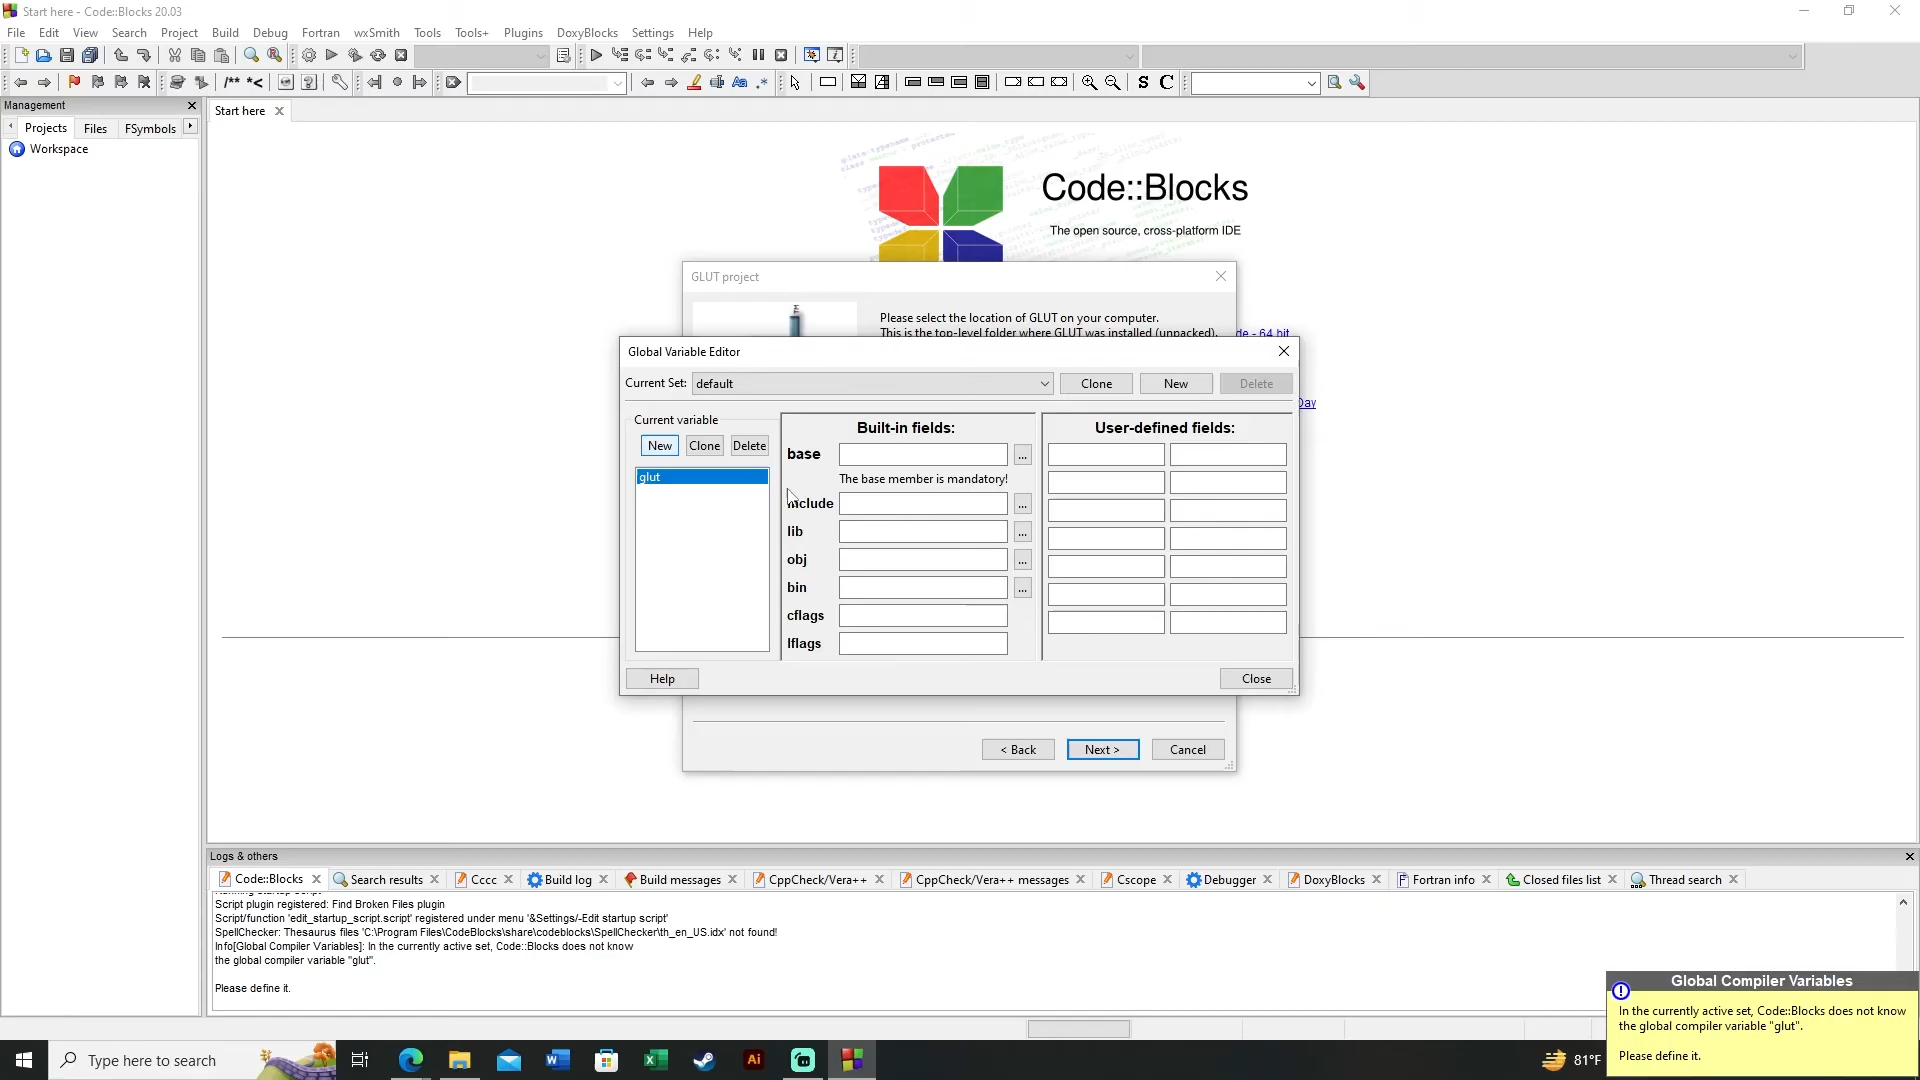 Start here - Code::Blocks 20.03
File Edit View Search Project Build Debug Fortran wxSmith Tools Tools+ Plugins DoxyBlocks Settings Help
Management
Start here
Projects Files FSymbols
Workspace
Code::Blocks
The open source, cross-platform IDE
GLUT project
Please select the location of GLUT on your computer.
This is the top-level folder where GLUT was installed (unpacked).
de - 64 bit
Global Variable Editor
Current Set: default Clone New Delete
Day
Current variable
New Clone Delete
glut
Built-in fields:
base
The base member is mandatory!
include
lib
obj
bin
cflags
lflags
User-defined fields:
Help Close
< Back Next > Cancel
Logs & others
Code::Blocks Search results Cccc Build log Build messages CppCheck/Vera++ CppCheck/Vera++ messages Cscope Debugger DoxyBlocks Fortran info Closed files list Thread search
Running startup script
Script plugin registered: Find Broken Files plugin
Script/function 'edit_startup_script.script' registered under menu '&Settings/-Edit startup script'
SpellChecker: Thesaurus files 'C:\Program Files\CodeBlocks\share\codeblocks\SpellChecker\th_en_US.idx' not found!
Info[Global Compiler Variables]: In the currently active set, Code::Blocks does not know
the global compiler variable "glut".
Please define it.
Global Compiler Variables
In the currently active set, Code::Blocks does not know
the global compiler variable "glut".
Please define it.
Type here to search
81°F